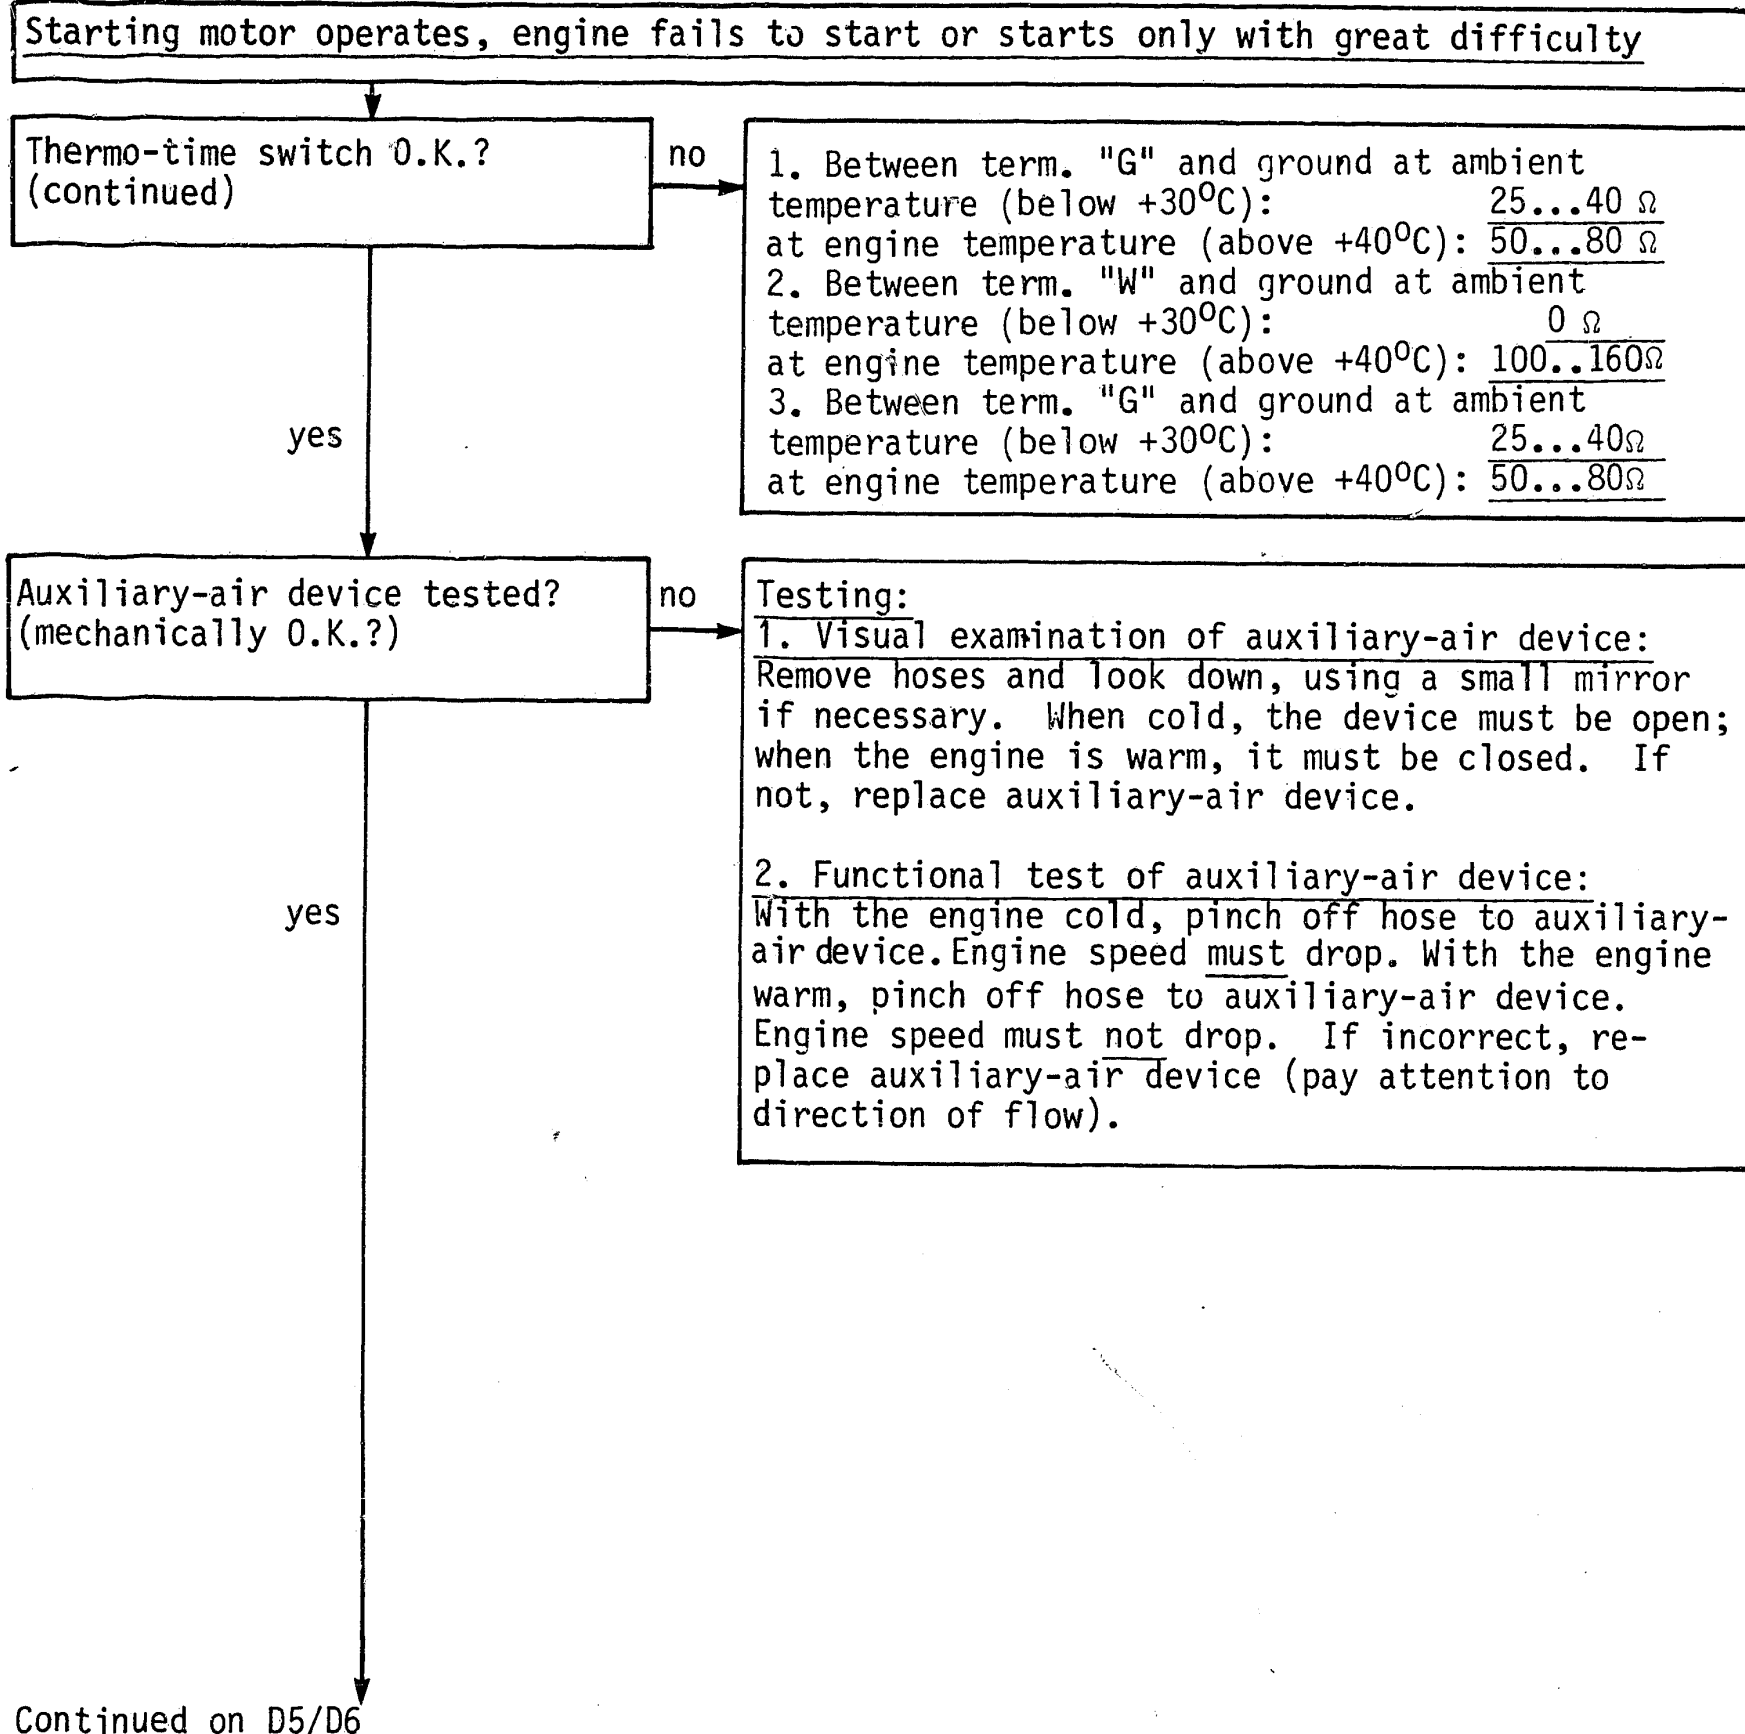 Starting motor operates, engine fails to start or starts only with great difficulty
Thermo-time switch O.K.?
(continued)
no
1. Between term. "G" and ground at ambient
temperature (below +30°C): 25...40 Ω
at engine temperature (above +40°C): 50...80 Ω
2. Between term. "W" and ground at ambient
temperature (below +30°C): 0 Ω
at engine temperature (above +40°C): 100..160Ω
3. Between term. "G" and ground at ambient
temperature (below +30°C): 25...40Ω
at engine temperature (above +40°C): 50...80Ω
yes
Auxiliary-air device tested?
(mechanically O.K.?)
no
Testing:
1. Visual examination of auxiliary-air device:
Remove hoses and look down, using a small mirror
if necessary. When cold, the device must be open;
when the engine is warm, it must be closed. If
not, replace auxiliary-air device.
2. Functional test of auxiliary-air device:
With the engine cold, pinch off hose to auxiliary-
air device. Engine speed must drop. With the engine
warm, pinch off hose to auxiliary-air device.
Engine speed must not drop. If incorrect, re-
place auxiliary-air device (pay attention to
direction of flow).
yes
Continued on D5/D6